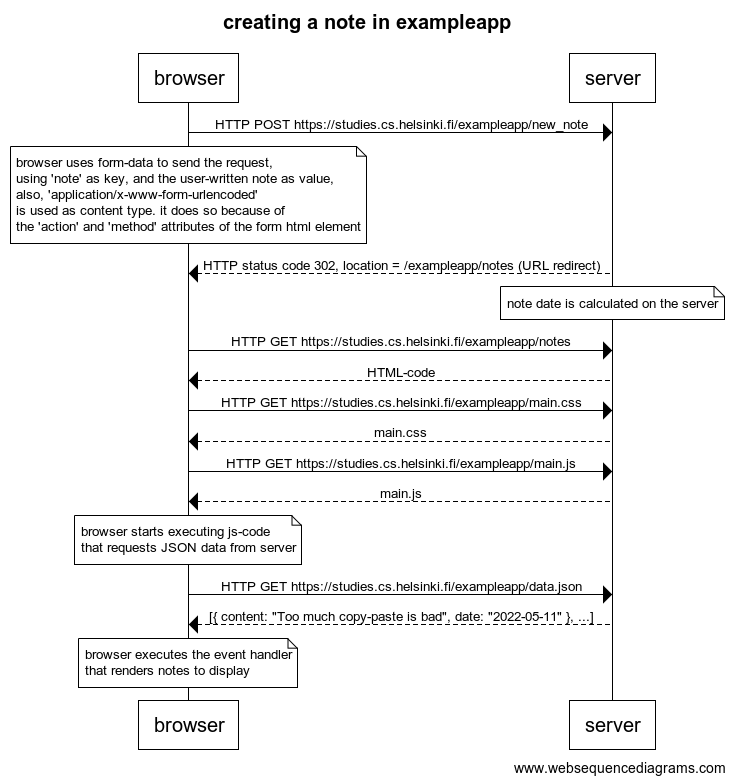 creating a note in exampleapp
browser
server
HTTP POST https://studies.cs.helsinki.fi/exampleapp/new_note
browser uses form-data to send the request,
using 'note' as key, and the user-written note as value,
also, 'application/x-www-form-urlencoded'
is used as content type. it does so because of
the 'action' and 'method' attributes of the form html element
HTTP status code 302, location = /exampleapp/notes (URL redirect)
note date is calculated on the server
HTTP GET https://studies.cs.helsinki.fi/exampleapp/notes
HTML-code
HTTP GET https://studies.cs.helsinki.fi/exampleapp/main.css
main.css
HTTP GET https://studies.cs.helsinki.fi/exampleapp/main.js
main.js
browser starts executing js-code
that requests JSON data from server
HTTP GET https://studies.cs.helsinki.fi/exampleapp/data.json
[{ content: "Too much copy-paste is bad", date: "2022-05-11" }, ...]
browser executes the event handler
that renders notes to display
browser
server
www.websequencediagrams.com